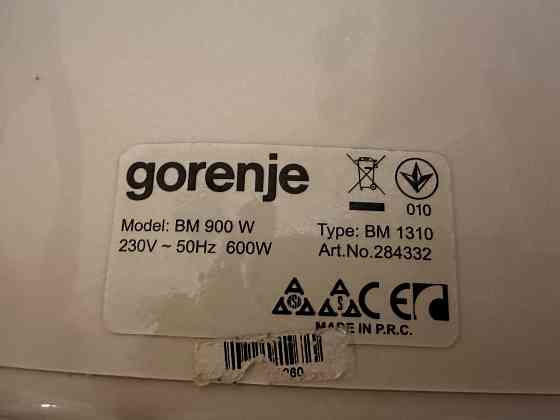 gorenje
010
Model: BM 900 W
Type: BM 1310
230V ~ 50Hz 600W
Art.No.284332
MADE IN P.R.C.